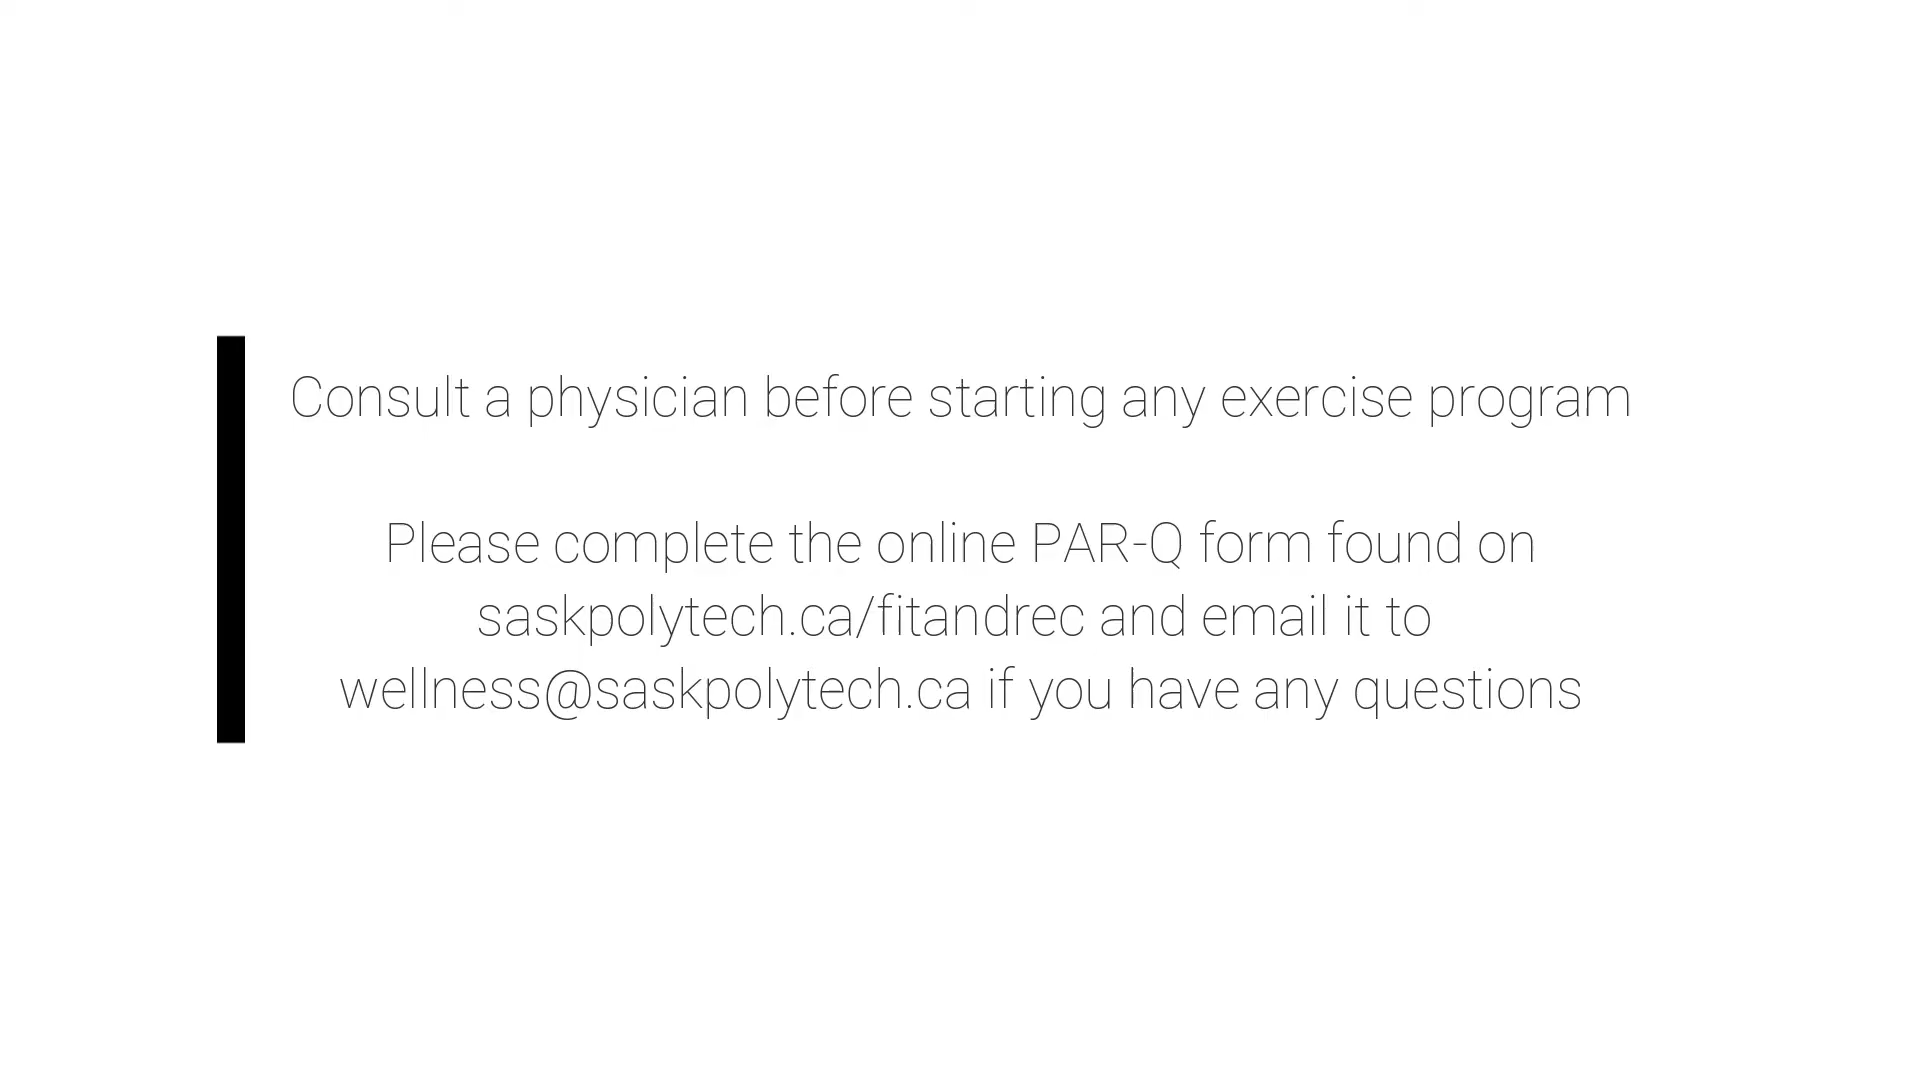 Consult a physician before starting any exercise program
Please complete the online PAR-Q form found on
saskpolytech.ca/fitandrec and email it to
wellness@saskpolytech.ca if you have any questions